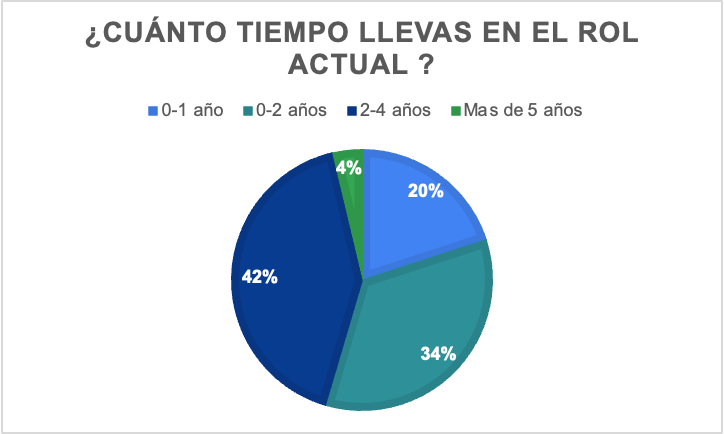 ¿CUÁNTO TIEMPO LLEVAS EN EL ROL
ACTUAL ?
0-1 año 0-2 años 2-4 años Mas de 5 años
4%
20%
42%
34%